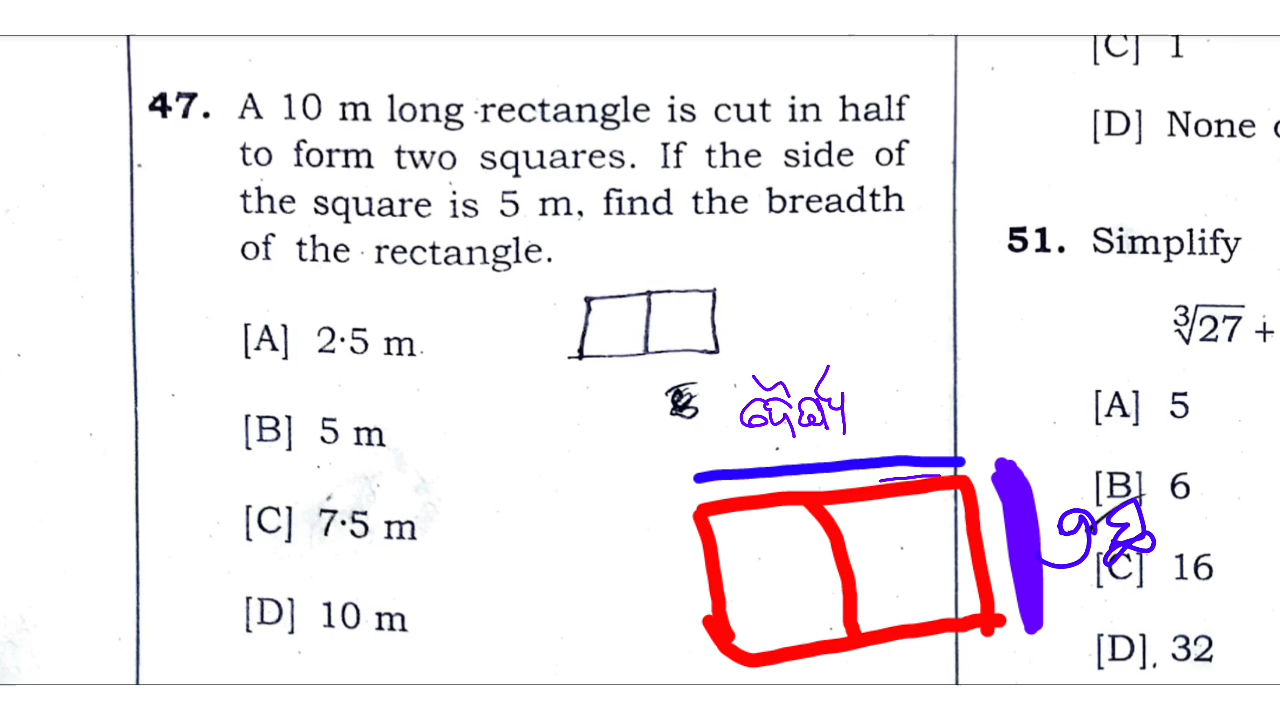 [C] 1
47. A 10 m long rectangle is cut in half
to form two squares. If the side of
the square is 5 m, find the breadth
of the rectangle.
[A] 2·5 m
[B] 5 m
[C] 7·5 m
[D] 10 m
[D] None
51. Simplify
∛27 +
[A] 5
[B] 6
[C] 16
[D] 32